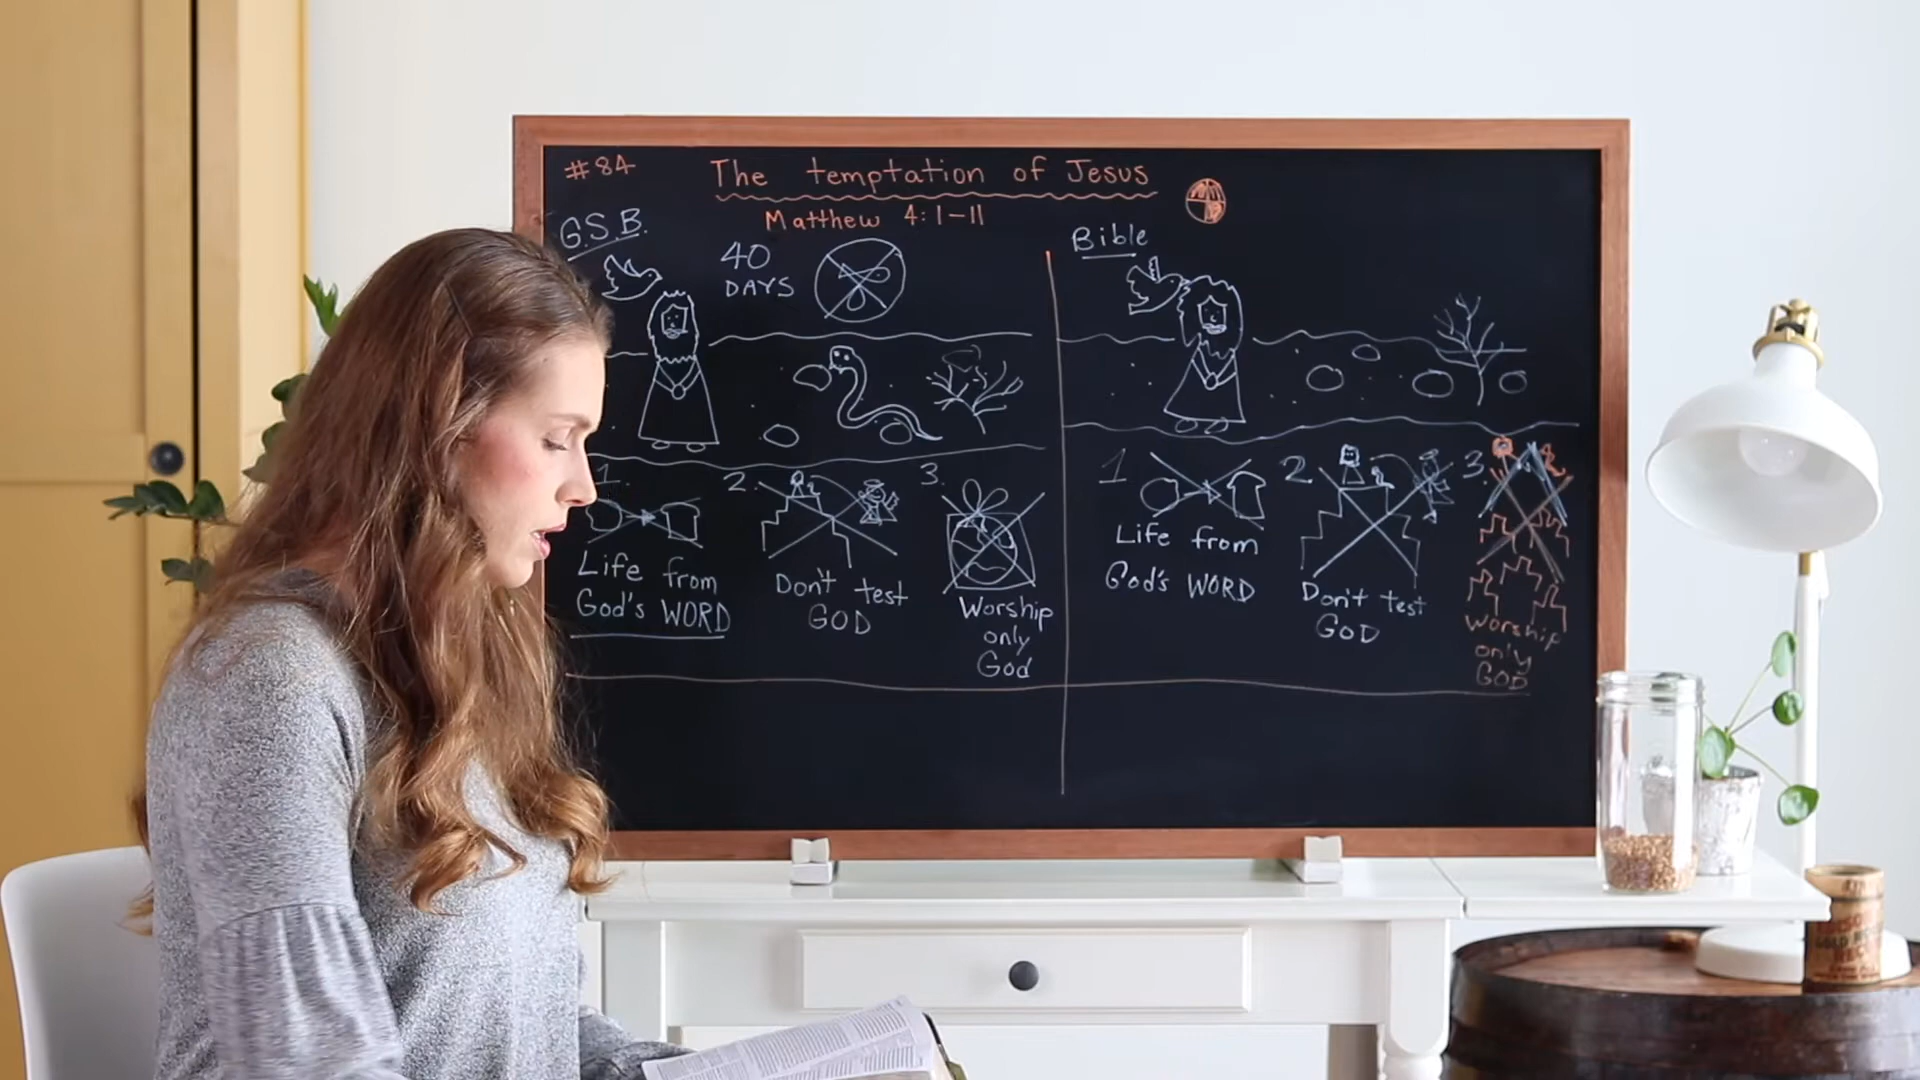 #84
The temptation of Jesus
Matthew 4:1-11
G.S.B.
40
DAYS
1.
Life from
God's WORD
2.
Don't test
GOD
3.
Worship
only
God
Bible
1
Life from
God's WORD
2.
Don't test
GOD
3.
Worship
only
GOD